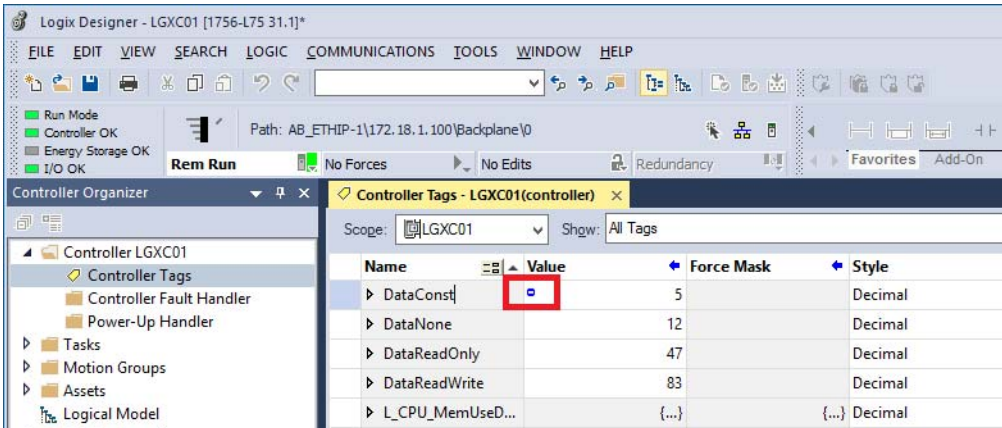 Logix Designer - LGXC01 [1756-L75 31.1]*
FILE EDIT VIEW SEARCH LOGIC COMMUNICATIONS TOOLS WINDOW HELP
Run Mode
Controller OK
Energy Storage OK
I/O OK
Path: AB_ETHIP-1\172.18.1.100\Backplane\0
Rem Run No Forces No Edits Redundancy
Favorites Add-On
Controller Organizer
Controller LGXC01
Controller Tags
Controller Fault Handler
Power-Up Handler
Tasks
Motion Groups
Assets
Logical Model
Controller Tags - LGXC01(controller)
Scope: LGXC01 Show: All Tags
Name Value Force Mask Style
DataConst 5 Decimal
DataNone 12 Decimal
DataReadOnly 47 Decimal
DataReadWrite 83 Decimal
L_CPU_MemUseD... {...} {...} Decimal